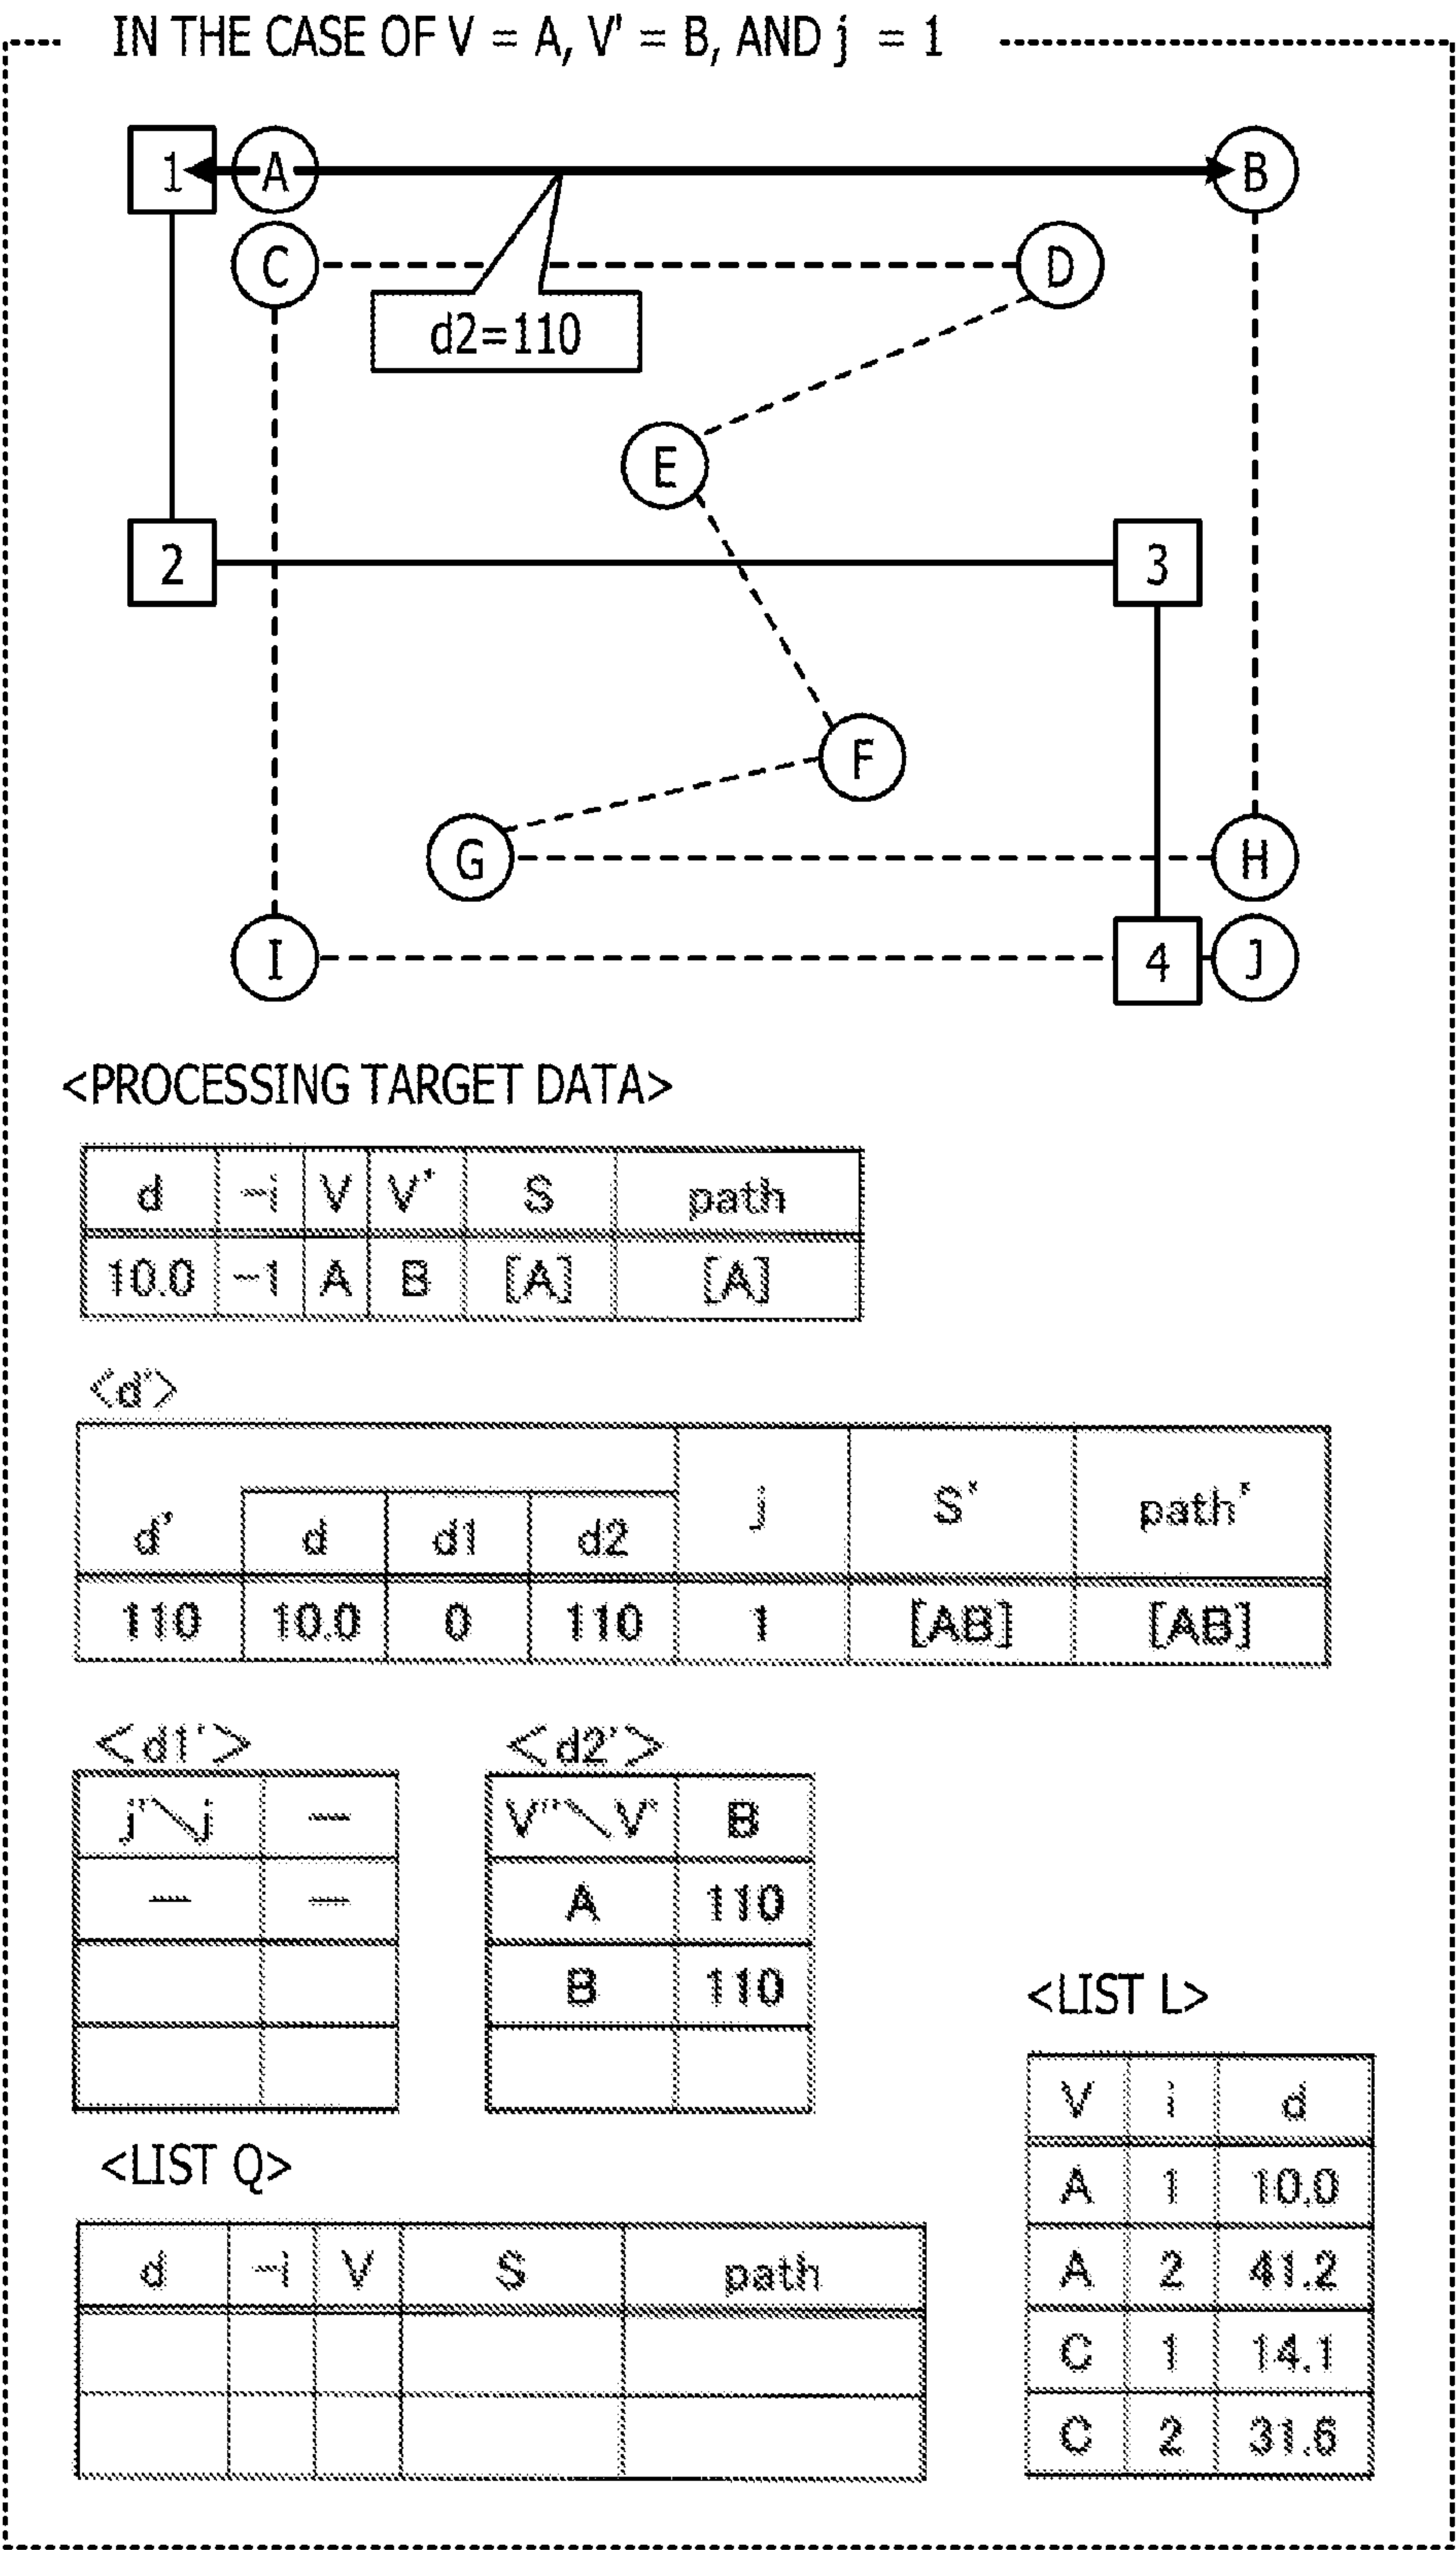 IN THE CASE OF V = A, V' = B, AND j = 1
1 A B
C D
d2=110
E
2 3
F
G H
I 4 J
<PROCESSING TARGET DATA>
d −i V V' S path
10.0 −1 A B [A] [A]
<d'>
d' d d1 d2 j S' path'
110 10.0 0 110 1 [AB] [AB]
<d1'> <d2'>
j'\j — V''\V' B
— — A 110
B 110
<LIST L>
V i d
A 1 10.0
A 2 41.2
C 1 14.1
C 2 31.6
<LIST Q>
d −i V S path